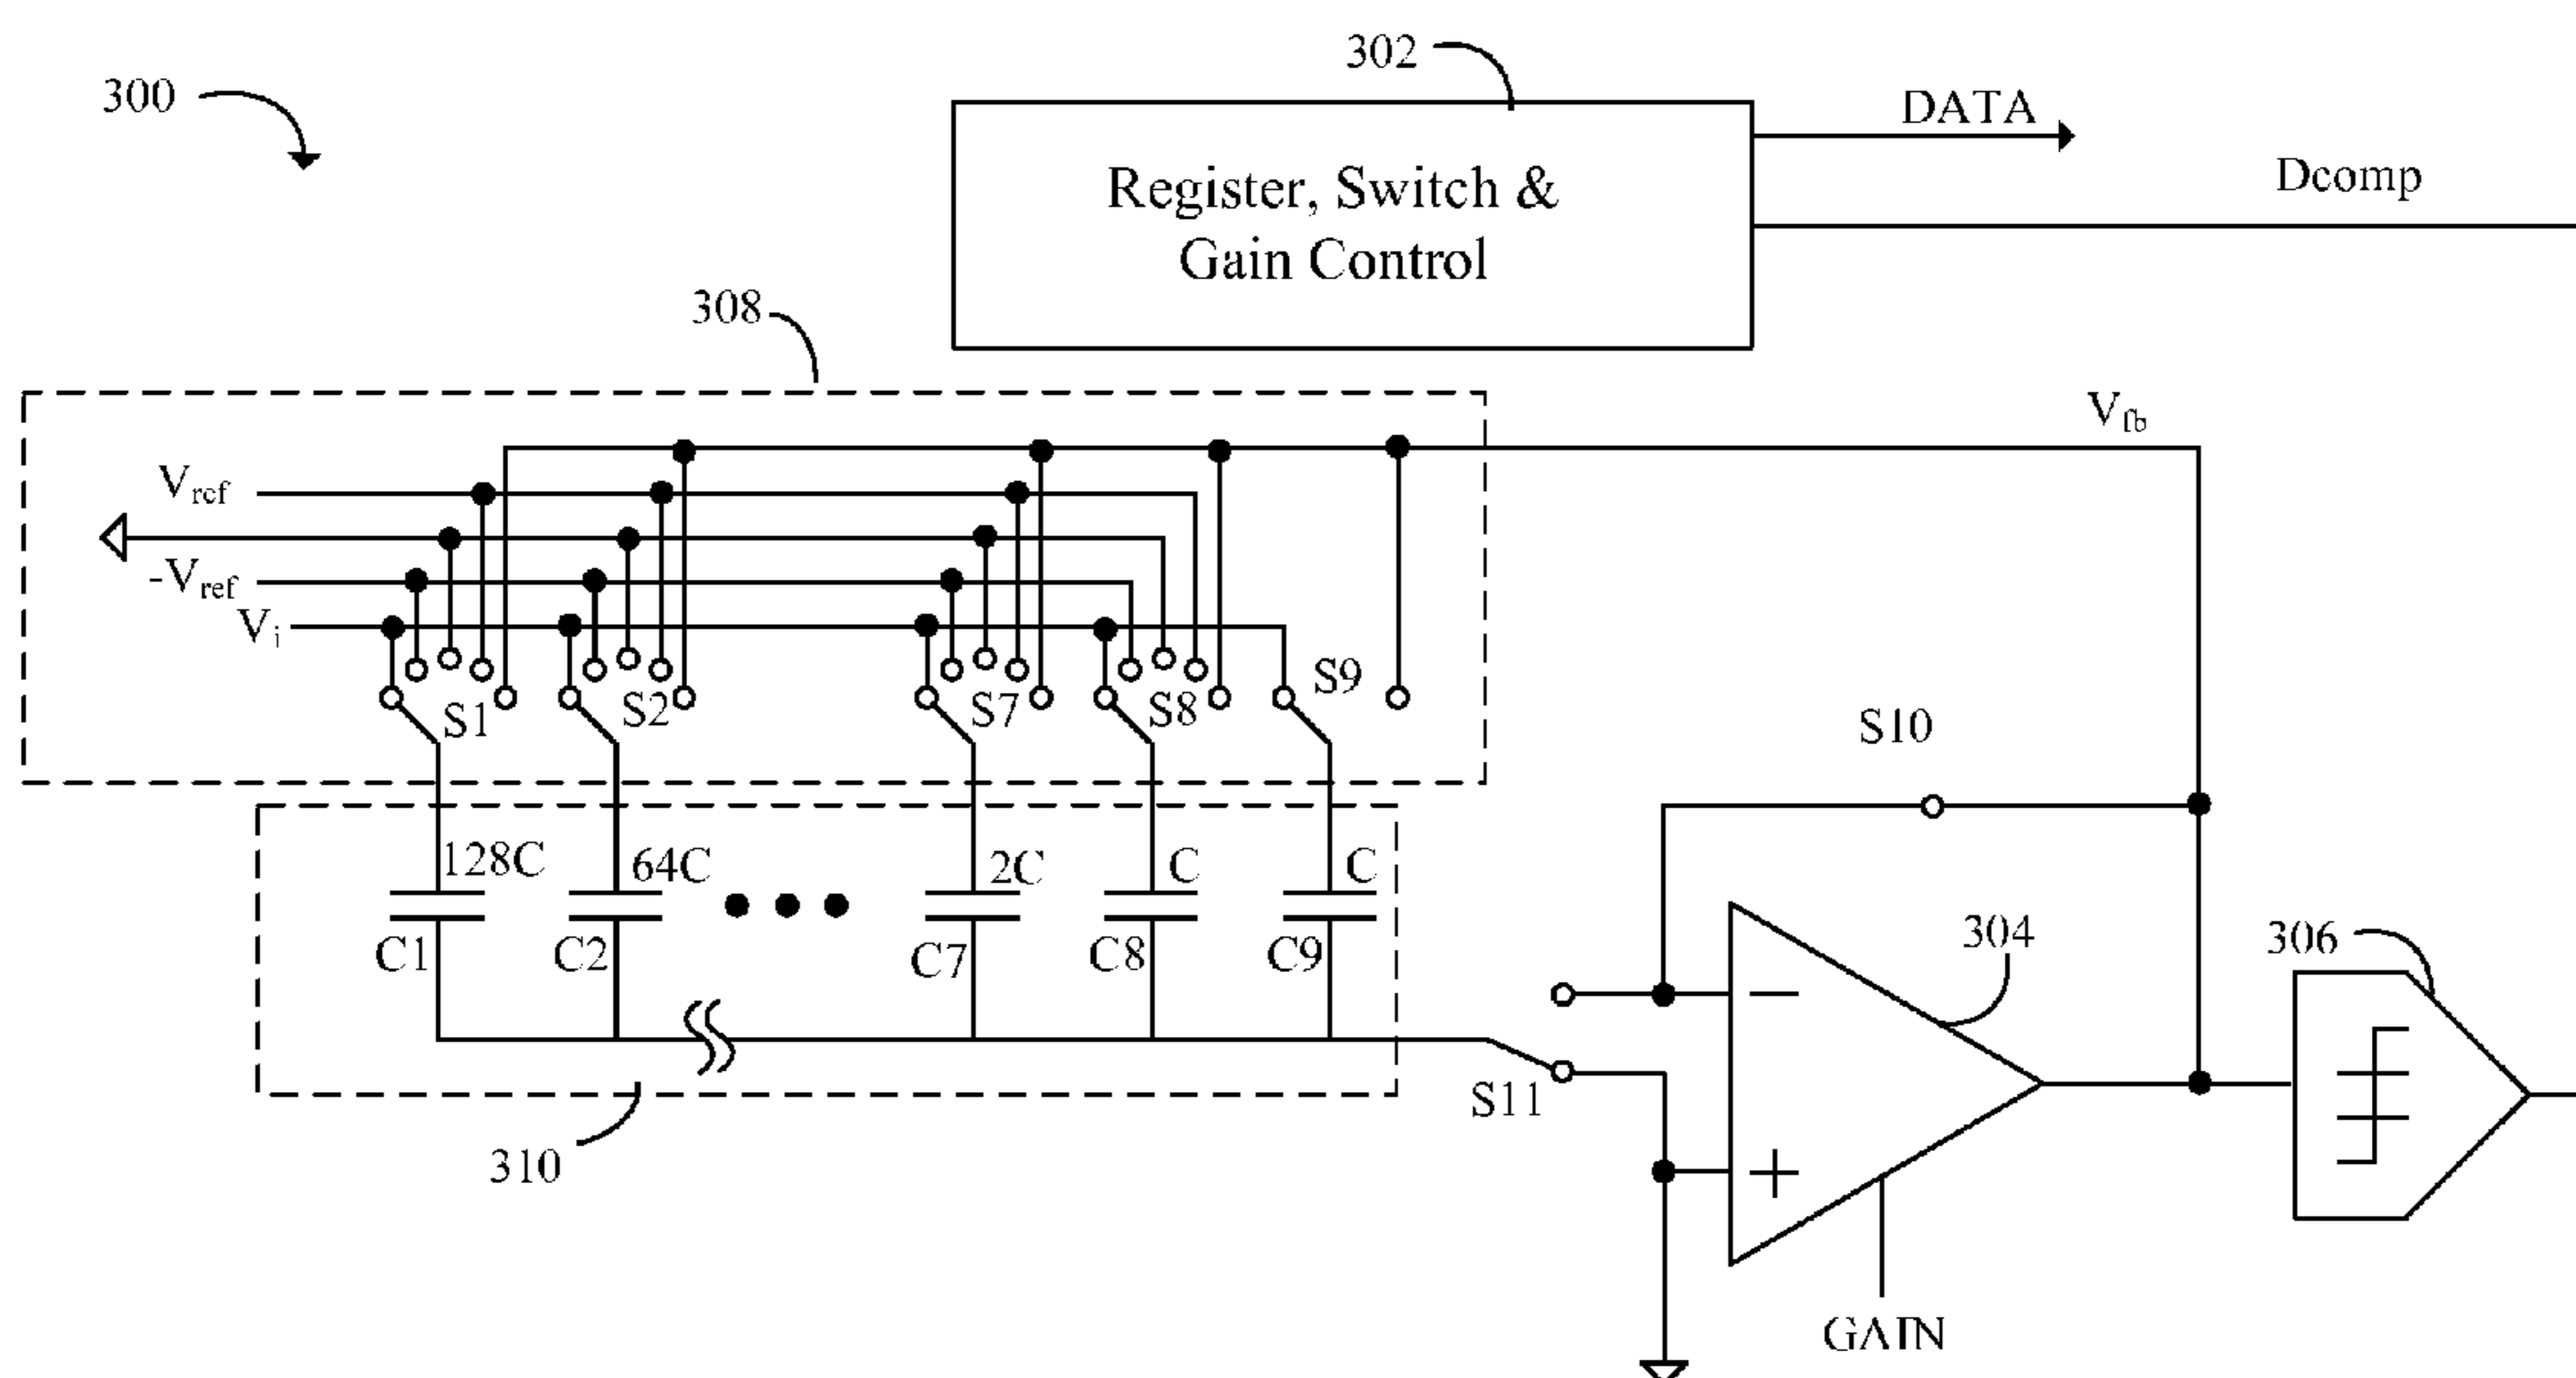 302
300
DATA
Dcomp
Register, Switch &
Gain Control
308
Vfb
Vref
-Vref
Vi
S1
S2
S7
S8
S9
S10
128C
64C
2C
C
C
C1
C2
C7
C8
C9
304
306
S11
310
GAIN